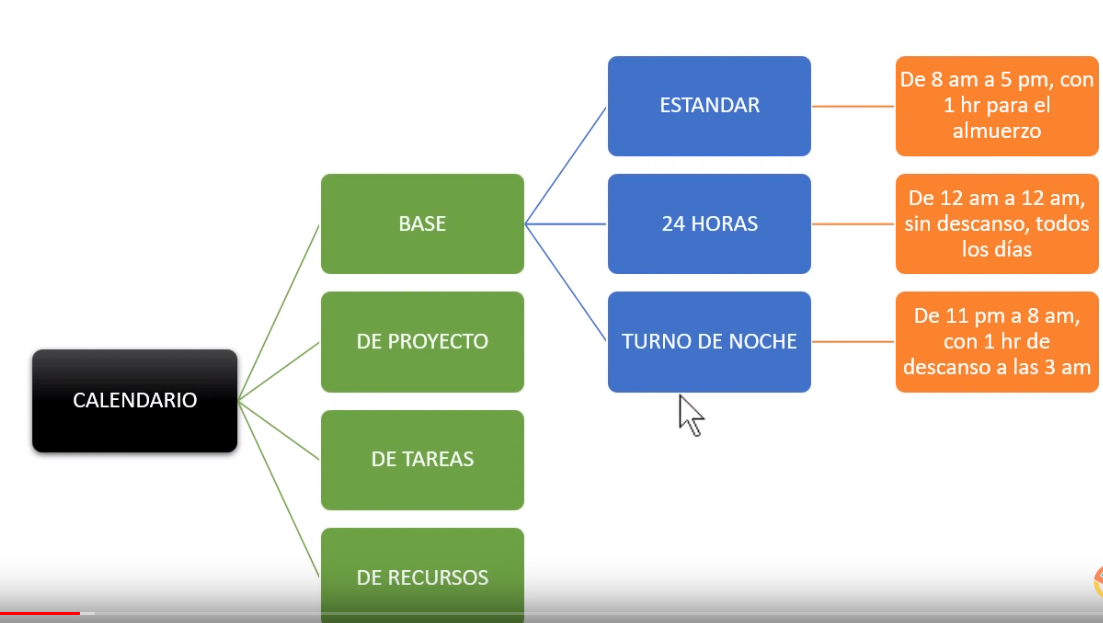 ESTANDAR
De 8 am a 5 pm, con
1 hr para el
almuerzo
BASE
24 HORAS
De 12 am a 12 am,
sin descanso, todos
los días
DE PROYECTO
TURNO DE NOCHE
De 11 pm a 8 am,
con 1 hr de
descanso a las 3 am
CALENDARIO
DE TAREAS
DE RECURSOS